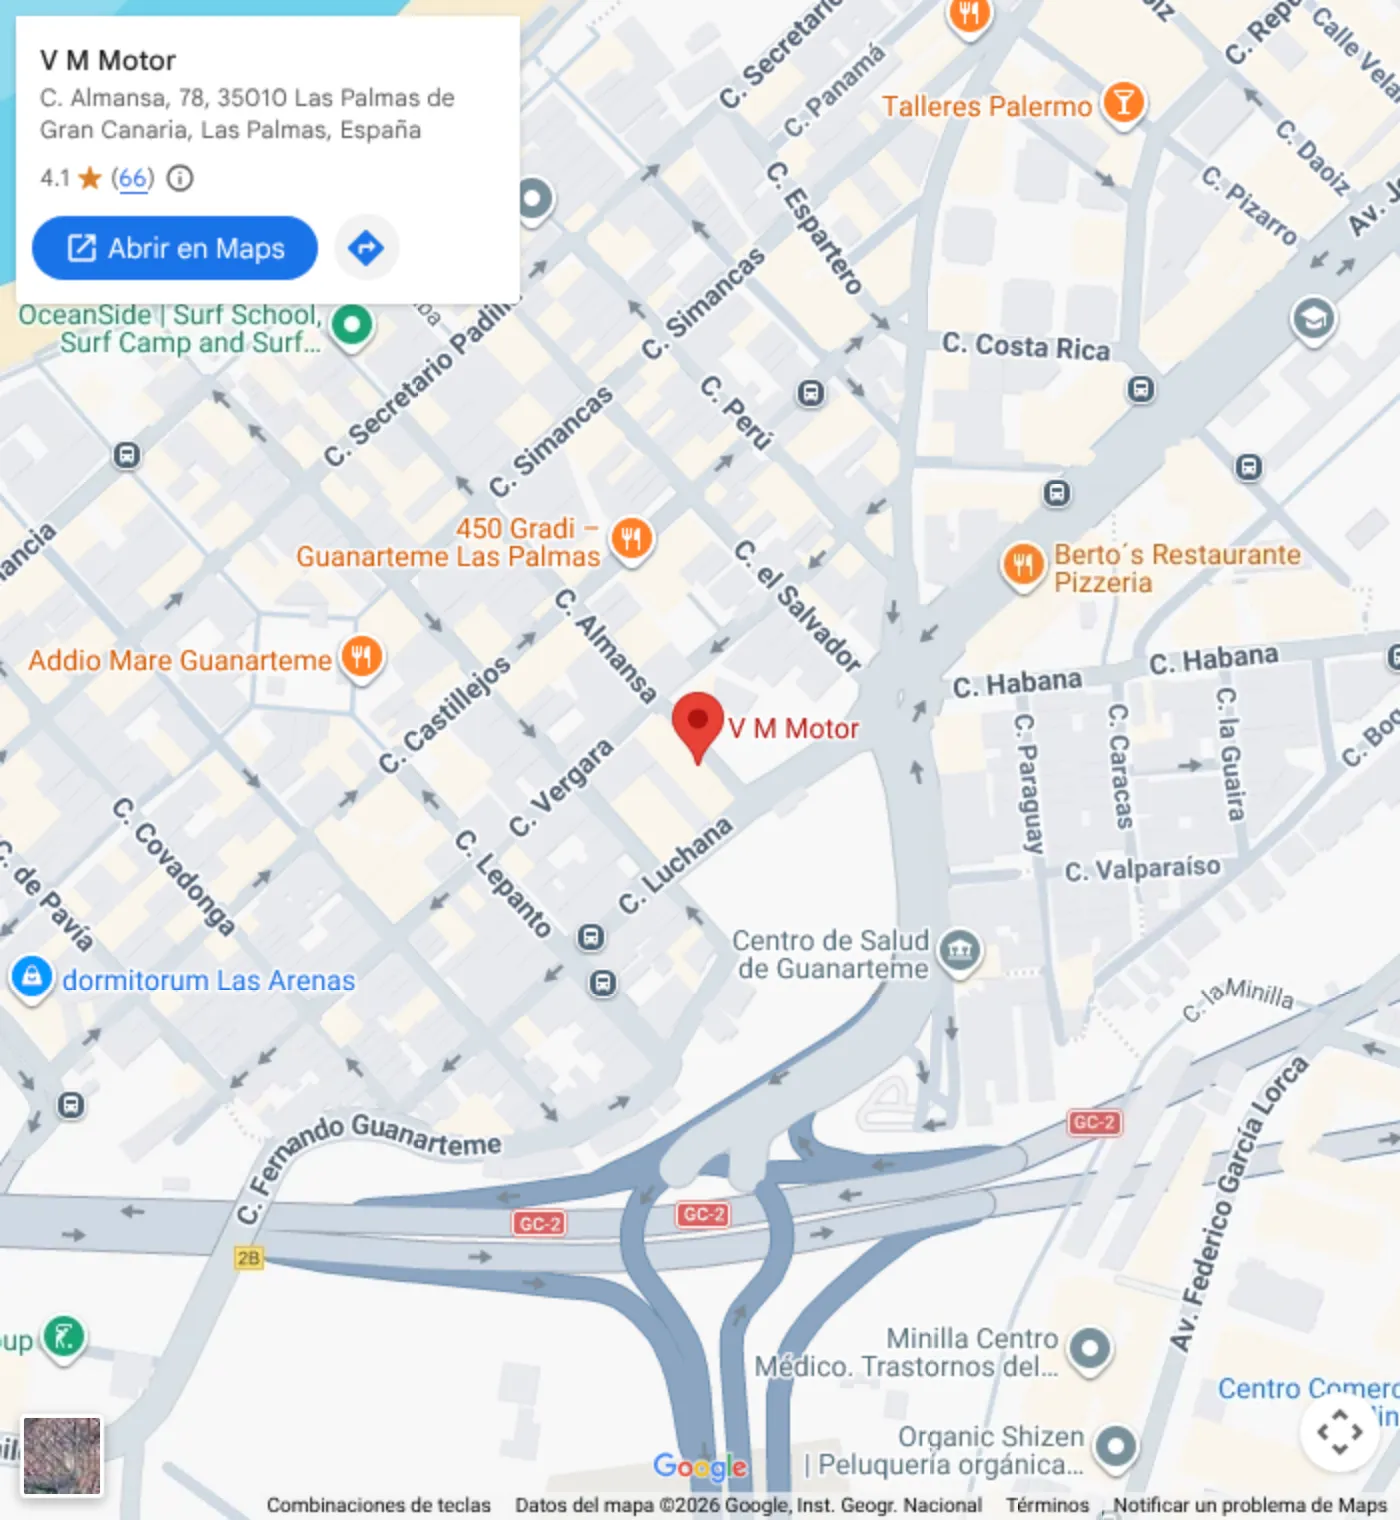 V M Motor
C. Almansa, 78, 35010 Las Palmas de
Gran Canaria, Las Palmas, España
4.1 ★ (66)
Abrir en Maps
C. Secretario
C. Panamá
Talleres Palermo
C. Espartero
C. Daoiz
C. Pizarro
OceanSide | Surf School,
Surf Camp and Surf...
C. Secretario Padilla
C. Simancas
C. Simancas
C. Costa Rica
C. Perú
450 Gradi –
Guanarteme Las Palmas
C. el Salvador
Berto´s Restaurante
Pizzeria
C. Almansa
Addio Mare Guanarteme
C. Castillejos
C. Habana
C. Habana
V M Motor
C. Vergara
C. Paraguay
C. Caracas
C. la Guaira
C. Covadonga
C. Lepanto
C. Luchana
C. Valparaíso
C. de Pavía
Centro de Salud
de Guanarteme
dormitorum Las Arenas
C. la Minilla
C. Fernando Guanarteme
GC-2
GC-2
GC-2
2B
Av. Federico García Lorca
Minilla Centro
Médico. Trastornos del...
Organic Shizen
| Peluquería orgánica...
Google
Combinaciones de teclas
Datos del mapa ©2026 Google, Inst. Geogr. Nacional
Términos
Notificar un problema de Maps